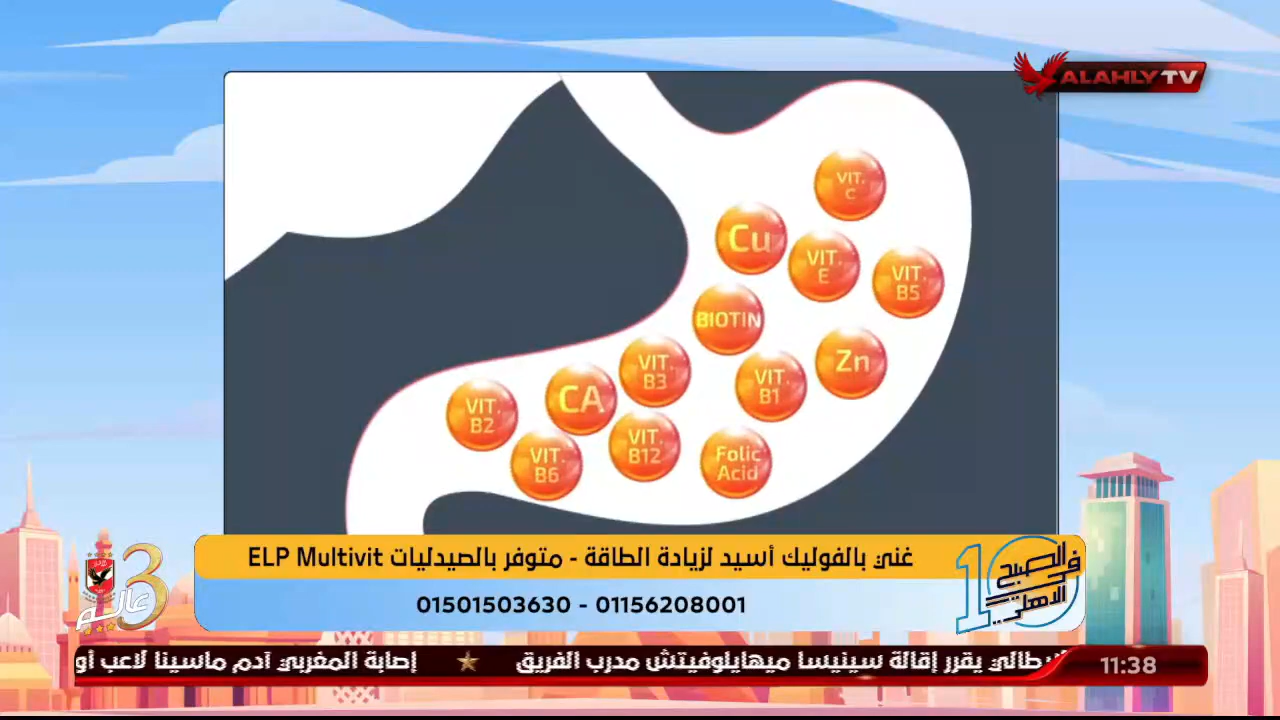 ALAHLY TV
VIT. C
Cu
VIT. E
VIT. B5
BIOTIN
VIT. B3
VIT. B1
Zn
VIT. B2
CA
VIT. B6
VIT. B12
Folic Acid
غني بالفوليك أسيد لزيادة الطاقة - متوفر بالصيدليات ELP Multivit
01501503630 - 01156208001
3
عالم
10
الصبح
في
الاهلي
يقرر إقالة سينيسا ميهايلوفيتش مدرب الفريق ★ إصابة المغربي آدم ماسينا لاعب أو
11:38